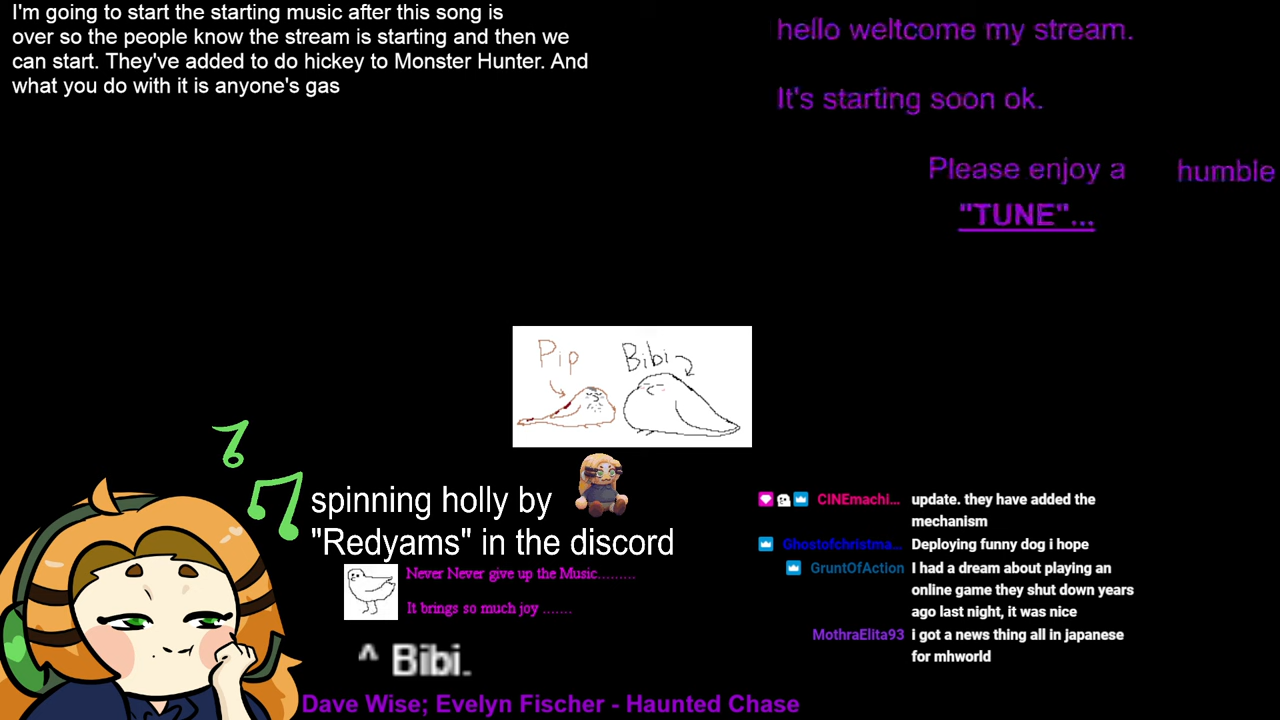 I'm going to start the starting music after this song is
over so the people know the stream is starting and then we
can start. They've added to do hickey to Monster Hunter. And
what you do with it is anyone's gas
hello weltcome my stream.
It's starting soon ok.
Please enjoy a humble
"TUNE"...
Pip Bibi
spinning holly by
"Redyams" in the discord
Never Never give up the Music.........
It brings so much joy .......
^ Bibi.
Dave Wise; Evelyn Fischer - Haunted Chase
CINEmachi... update. they have added the
mechanism
Ghostofchristma... Deploying funny dog i hope
GruntOfAction I had a dream about playing an
online game they shut down years
ago last night, it was nice
MothraElita93 i got a news thing all in japanese
for mhworld